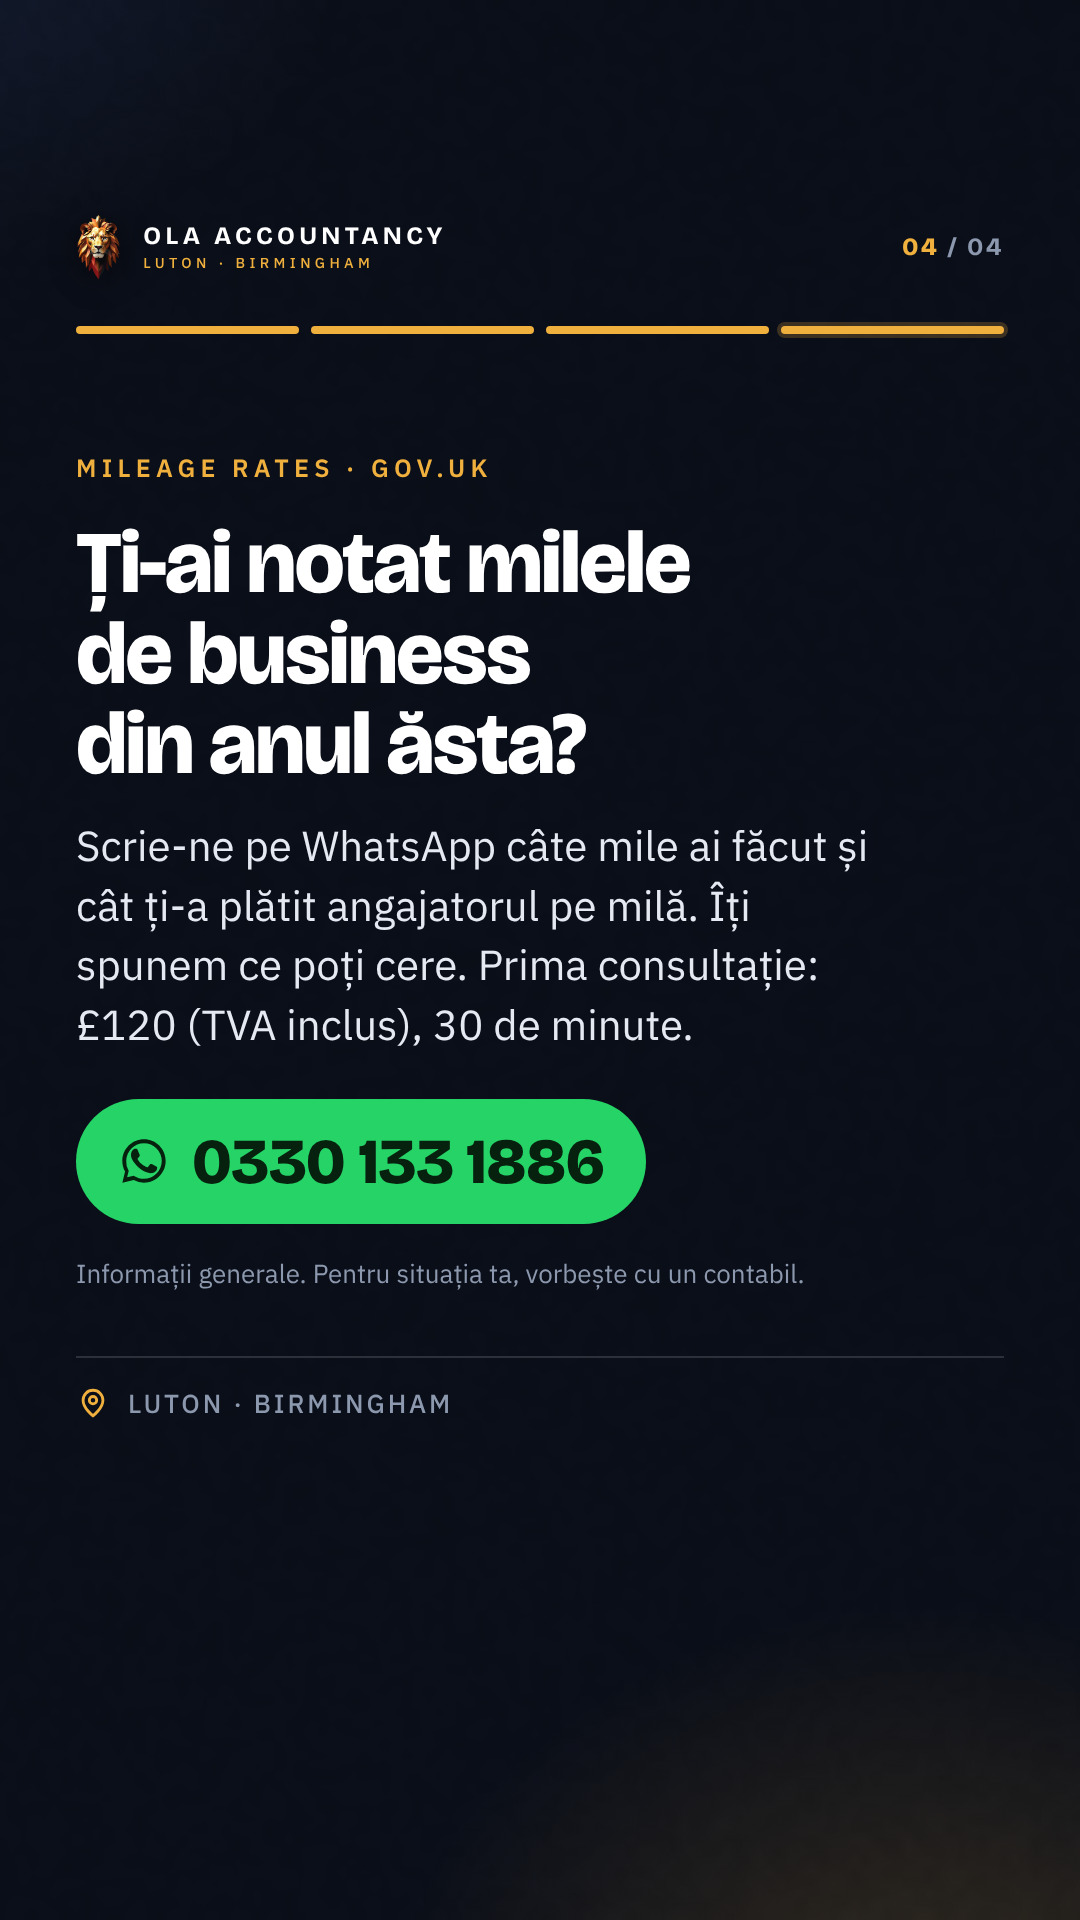 OLA ACCOUNTANCY
LUTON · BIRMINGHAM
04 / 04
MILEAGE RATES · GOV.UK
Ți-ai notat milele
de business
din anul ăsta?
Scrie-ne pe WhatsApp câte mile ai făcut și
cât ți-a plătit angajatorul pe milă. Îți
spunem ce poți cere. Prima consultație:
£120 (TVA inclus), 30 de minute.
0330 133 1886
Informații generale. Pentru situația ta, vorbește cu un contabil.
LUTON · BIRMINGHAM